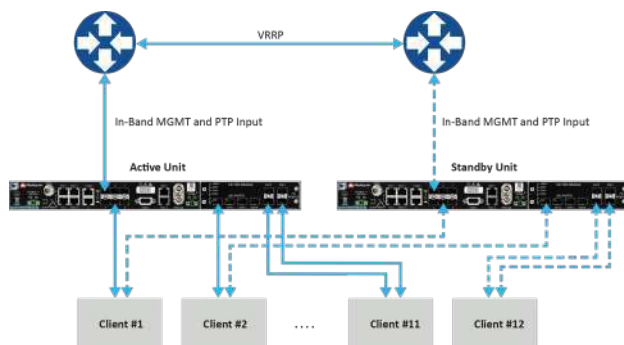 VRRP
In-Band MGMT and PTP Input
In-Band MGMT and PTP Input
Active Unit
Standby Unit
Client #1
Client #2
....
Client #11
Client #12